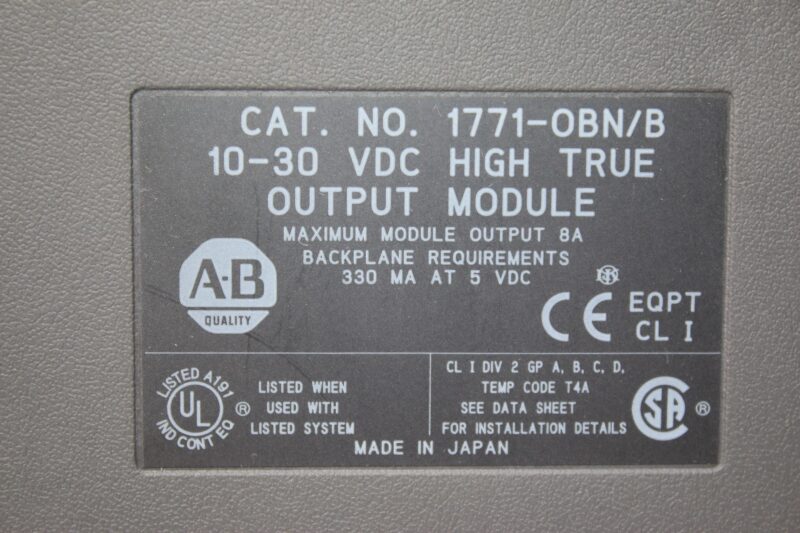 CAT. NO. 1771-OBN/B
10-30 VDC HIGH TRUE
OUTPUT MODULE
MAXIMUM MODULE OUTPUT 8A
BACKPLANE REQUIREMENTS
330 MA AT 5 VDC
A-B
QUALITY
CE EQPT
CL I
LISTED A191
UL ®
IND CONT EQ
LISTED WHEN
USED WITH
LISTED SYSTEM
CL I DIV 2 GP A, B, C, D,
TEMP CODE T4A
SEE DATA SHEET
FOR INSTALLATION DETAILS
SA ®
MADE IN JAPAN